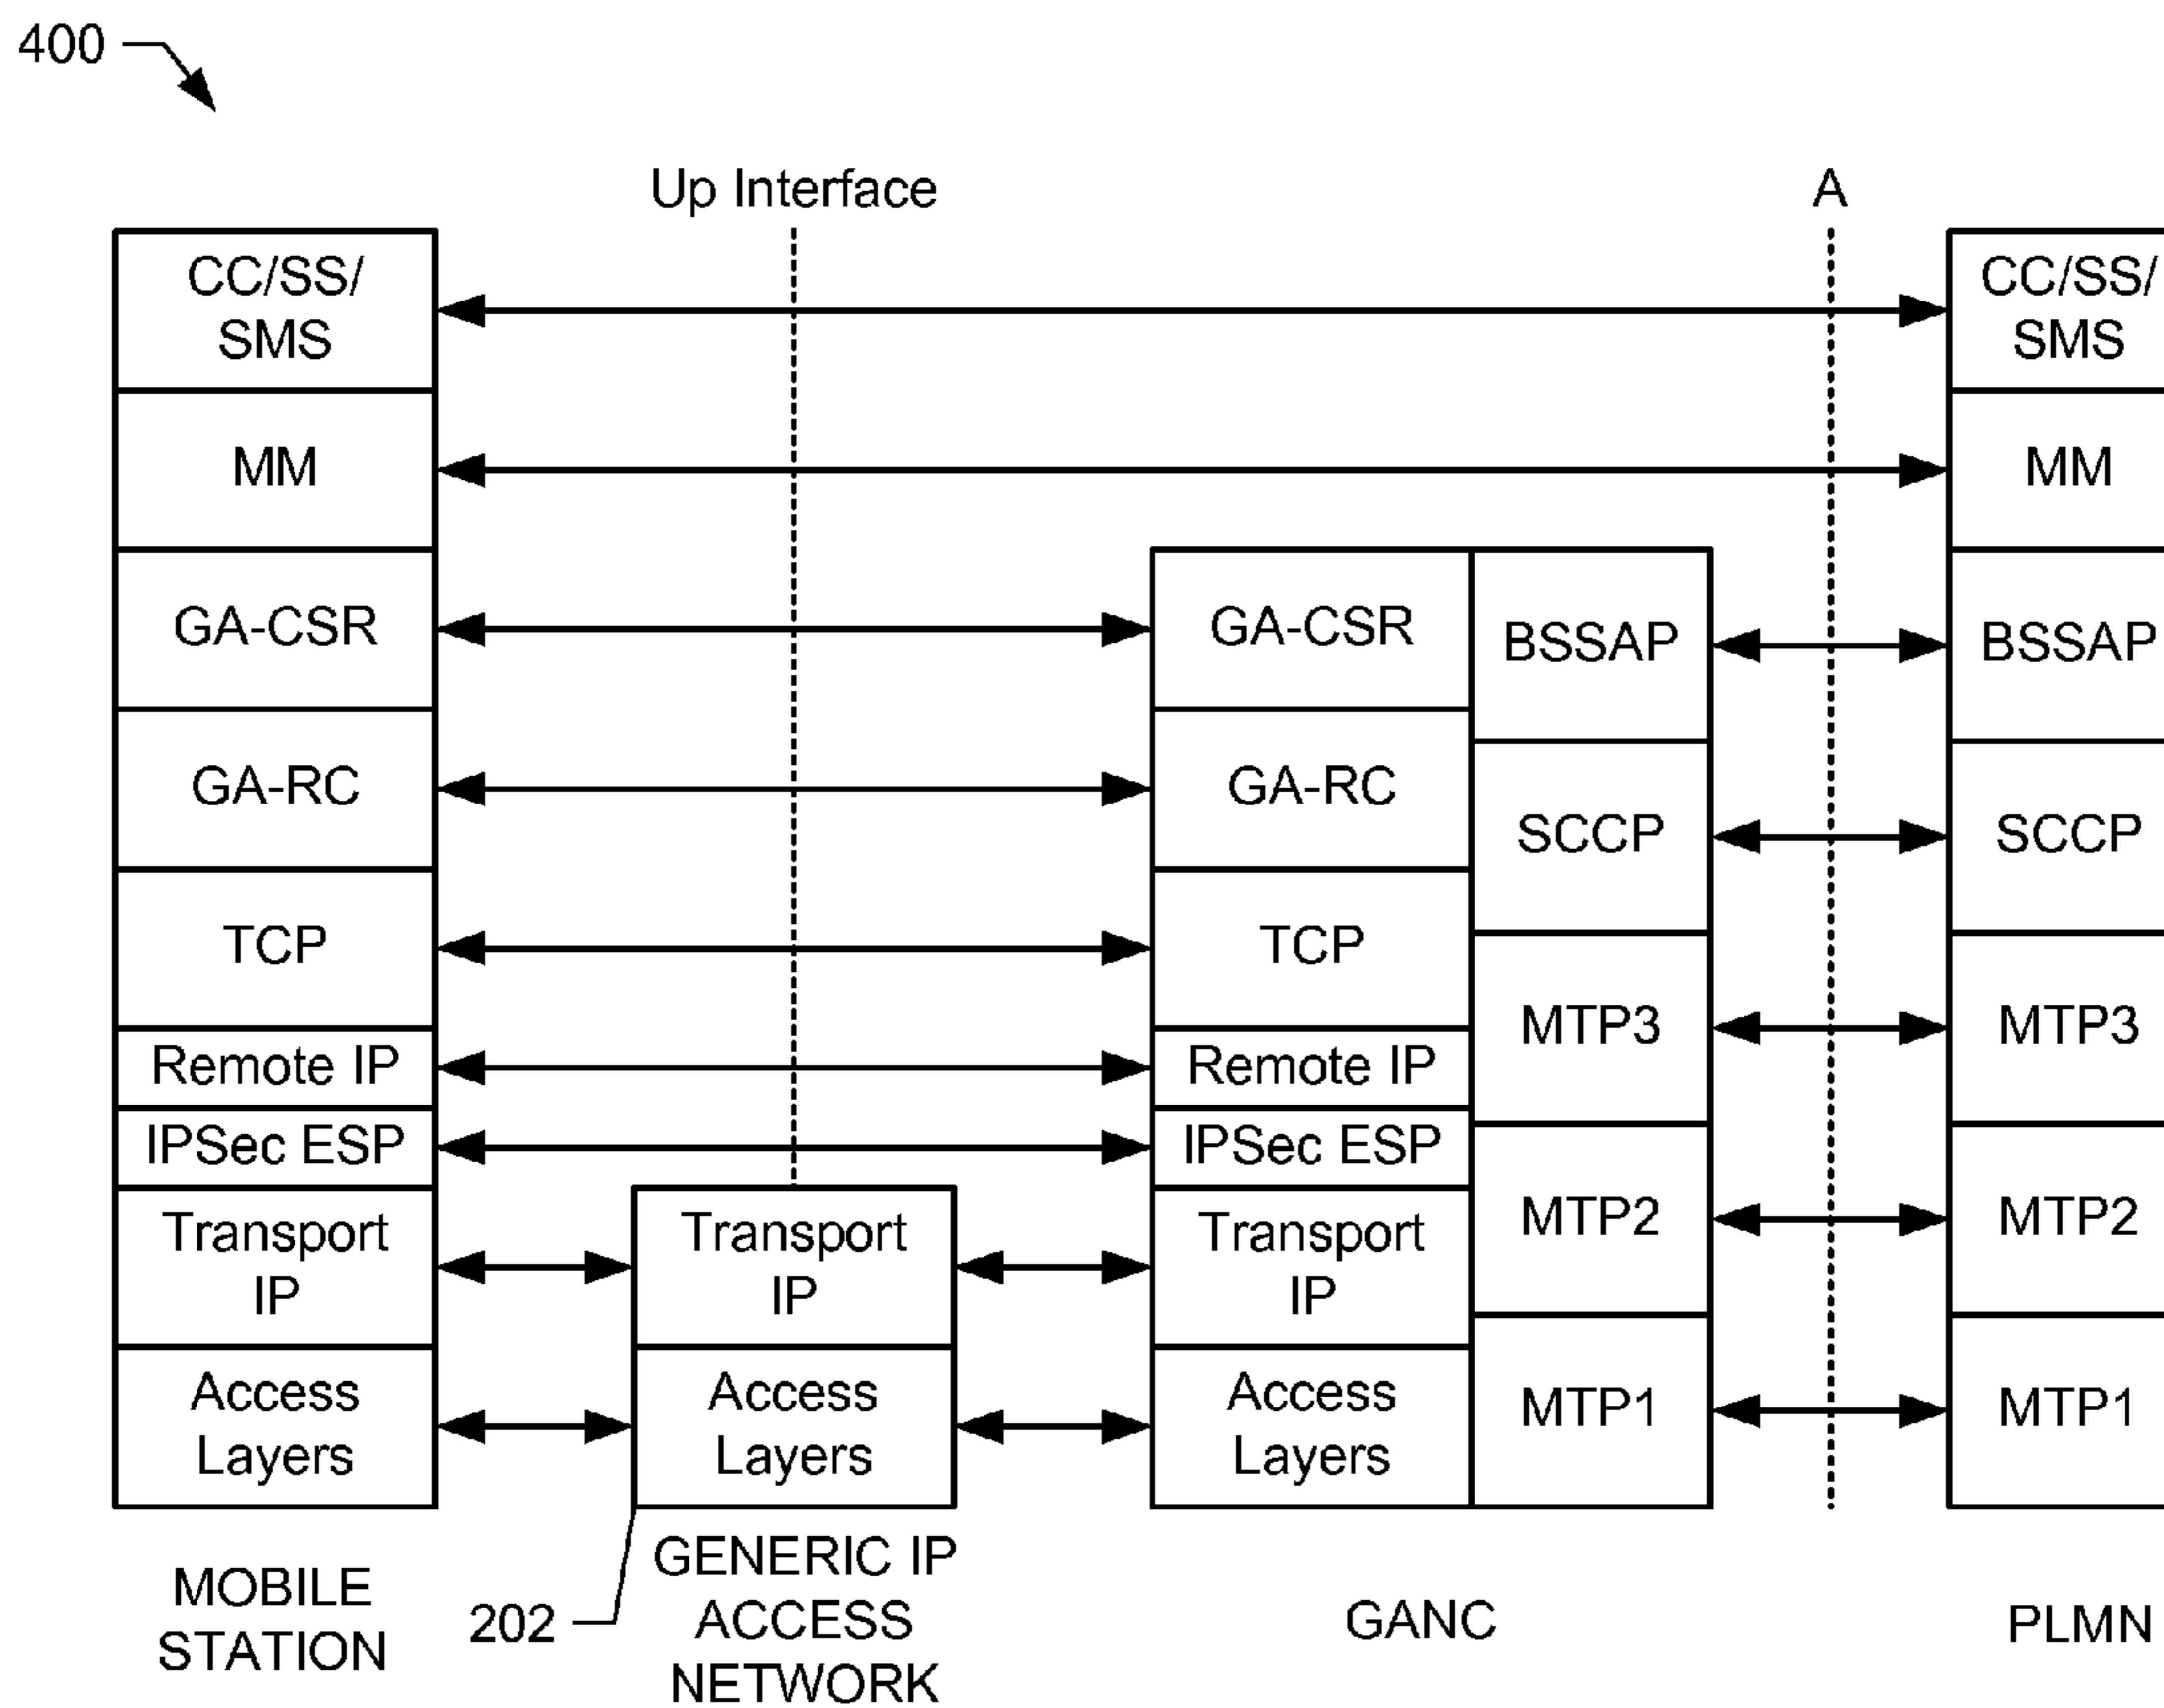 400
Up Interface
A
CC/SS/
SMS
CC/SS/
SMS
MM
MM
GA-CSR
GA-CSR
BSSAP
BSSAP
GA-RC
GA-RC
SCCP
SCCP
TCP
TCP
MTP3
MTP3
Remote IP
Remote IP
IPSec ESP
IPSec ESP
Transport
IP
Transport
IP
Transport
IP
MTP2
MTP2
Access
Layers
Access
Layers
Access
Layers
MTP1
MTP1
MOBILE
STATION
202
GENERIC IP
ACCESS
NETWORK
GANC
PLMN